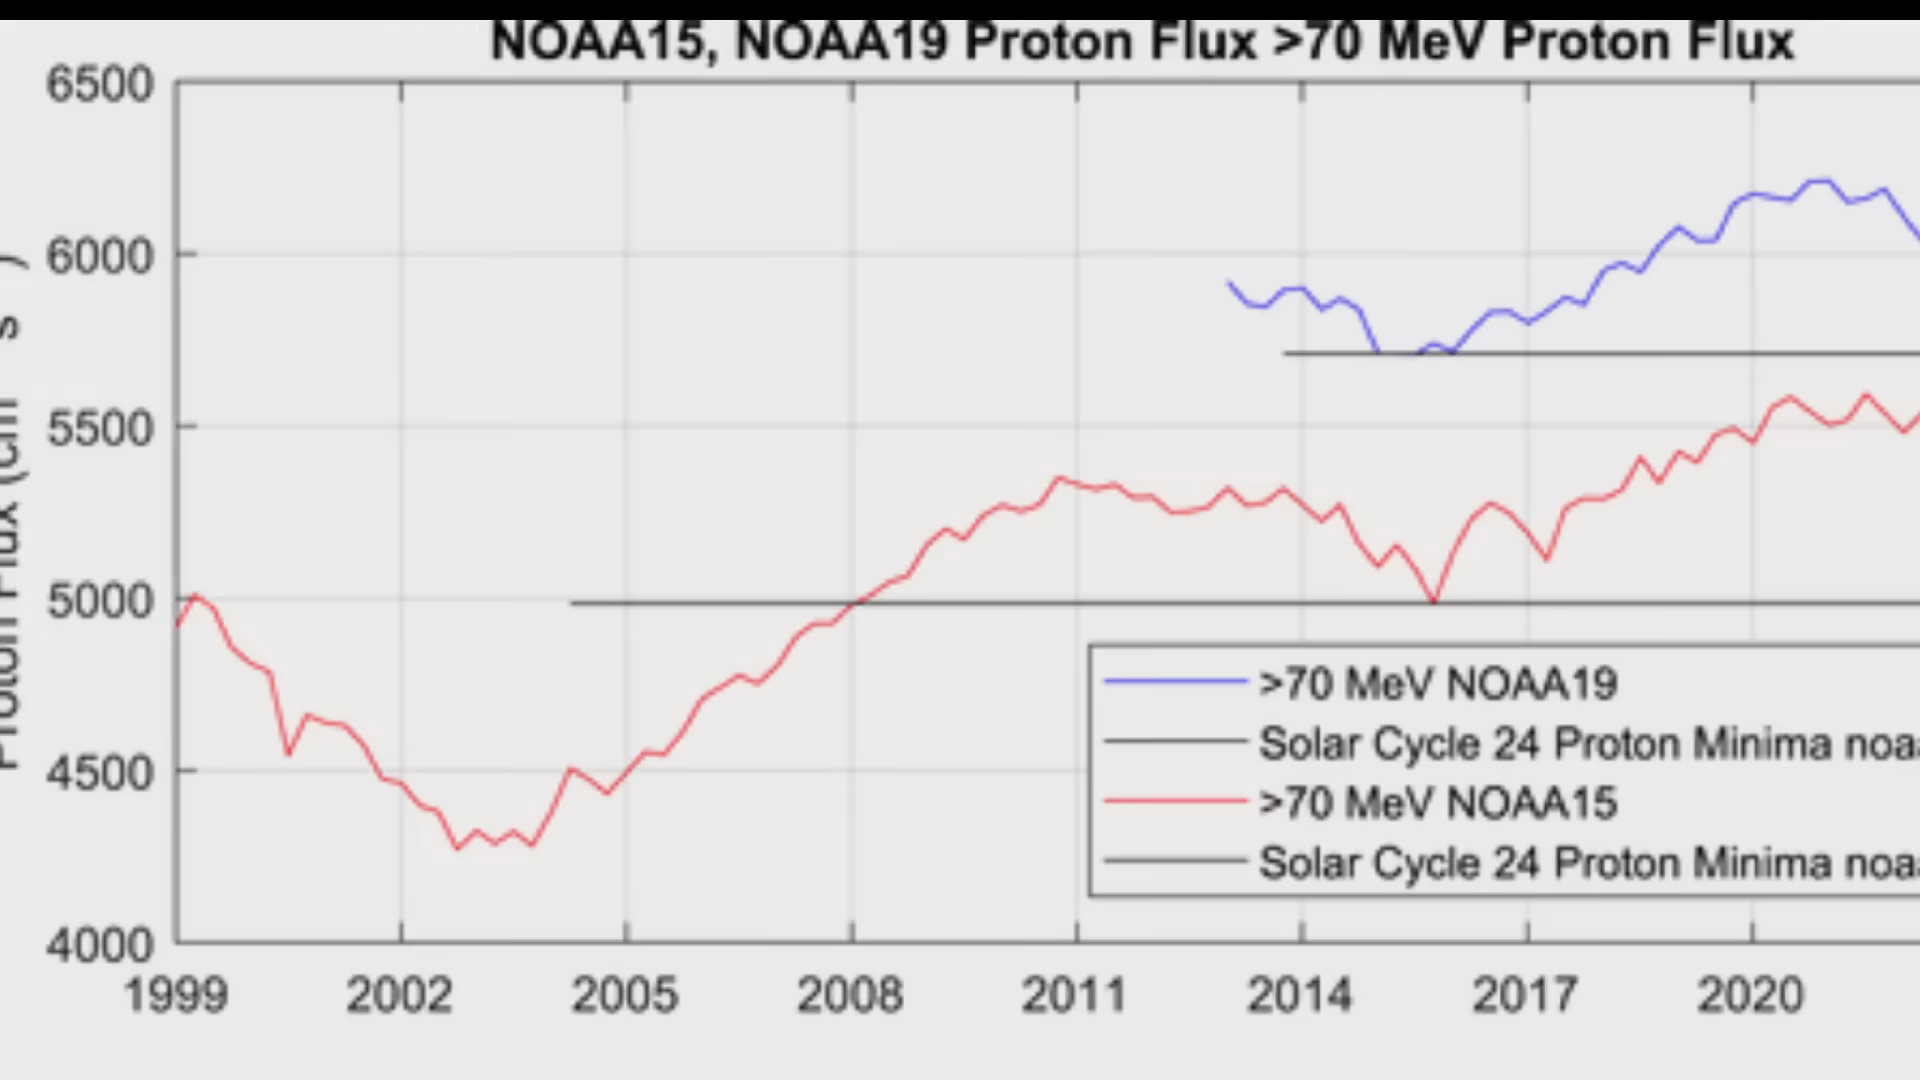 NOAA15, NOAA19 Proton Flux >70 MeV Proton Flux
6500
6000
5500
5000
4500
4000
Proton Flux (cm s )
1999 2002 2005 2008 2011 2014 2017 2020
>70 MeV NOAA19
Solar Cycle 24 Proton Minima noa
>70 MeV NOAA15
Solar Cycle 24 Proton Minima noa